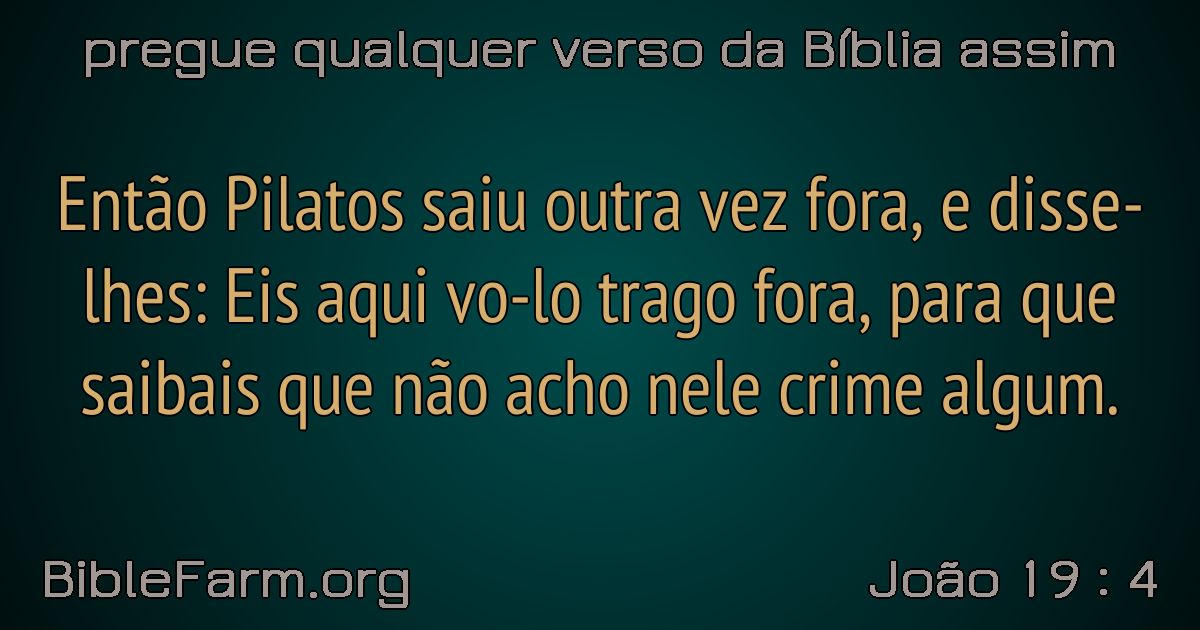 pregue qualquer verso da Bíblia assim
Então Pilatos saiu outra vez fora, e disse-
lhes: Eis aqui vo-lo trago fora, para que
saibais que não acho nele crime algum.
BibleFarm.org
João 19 : 4